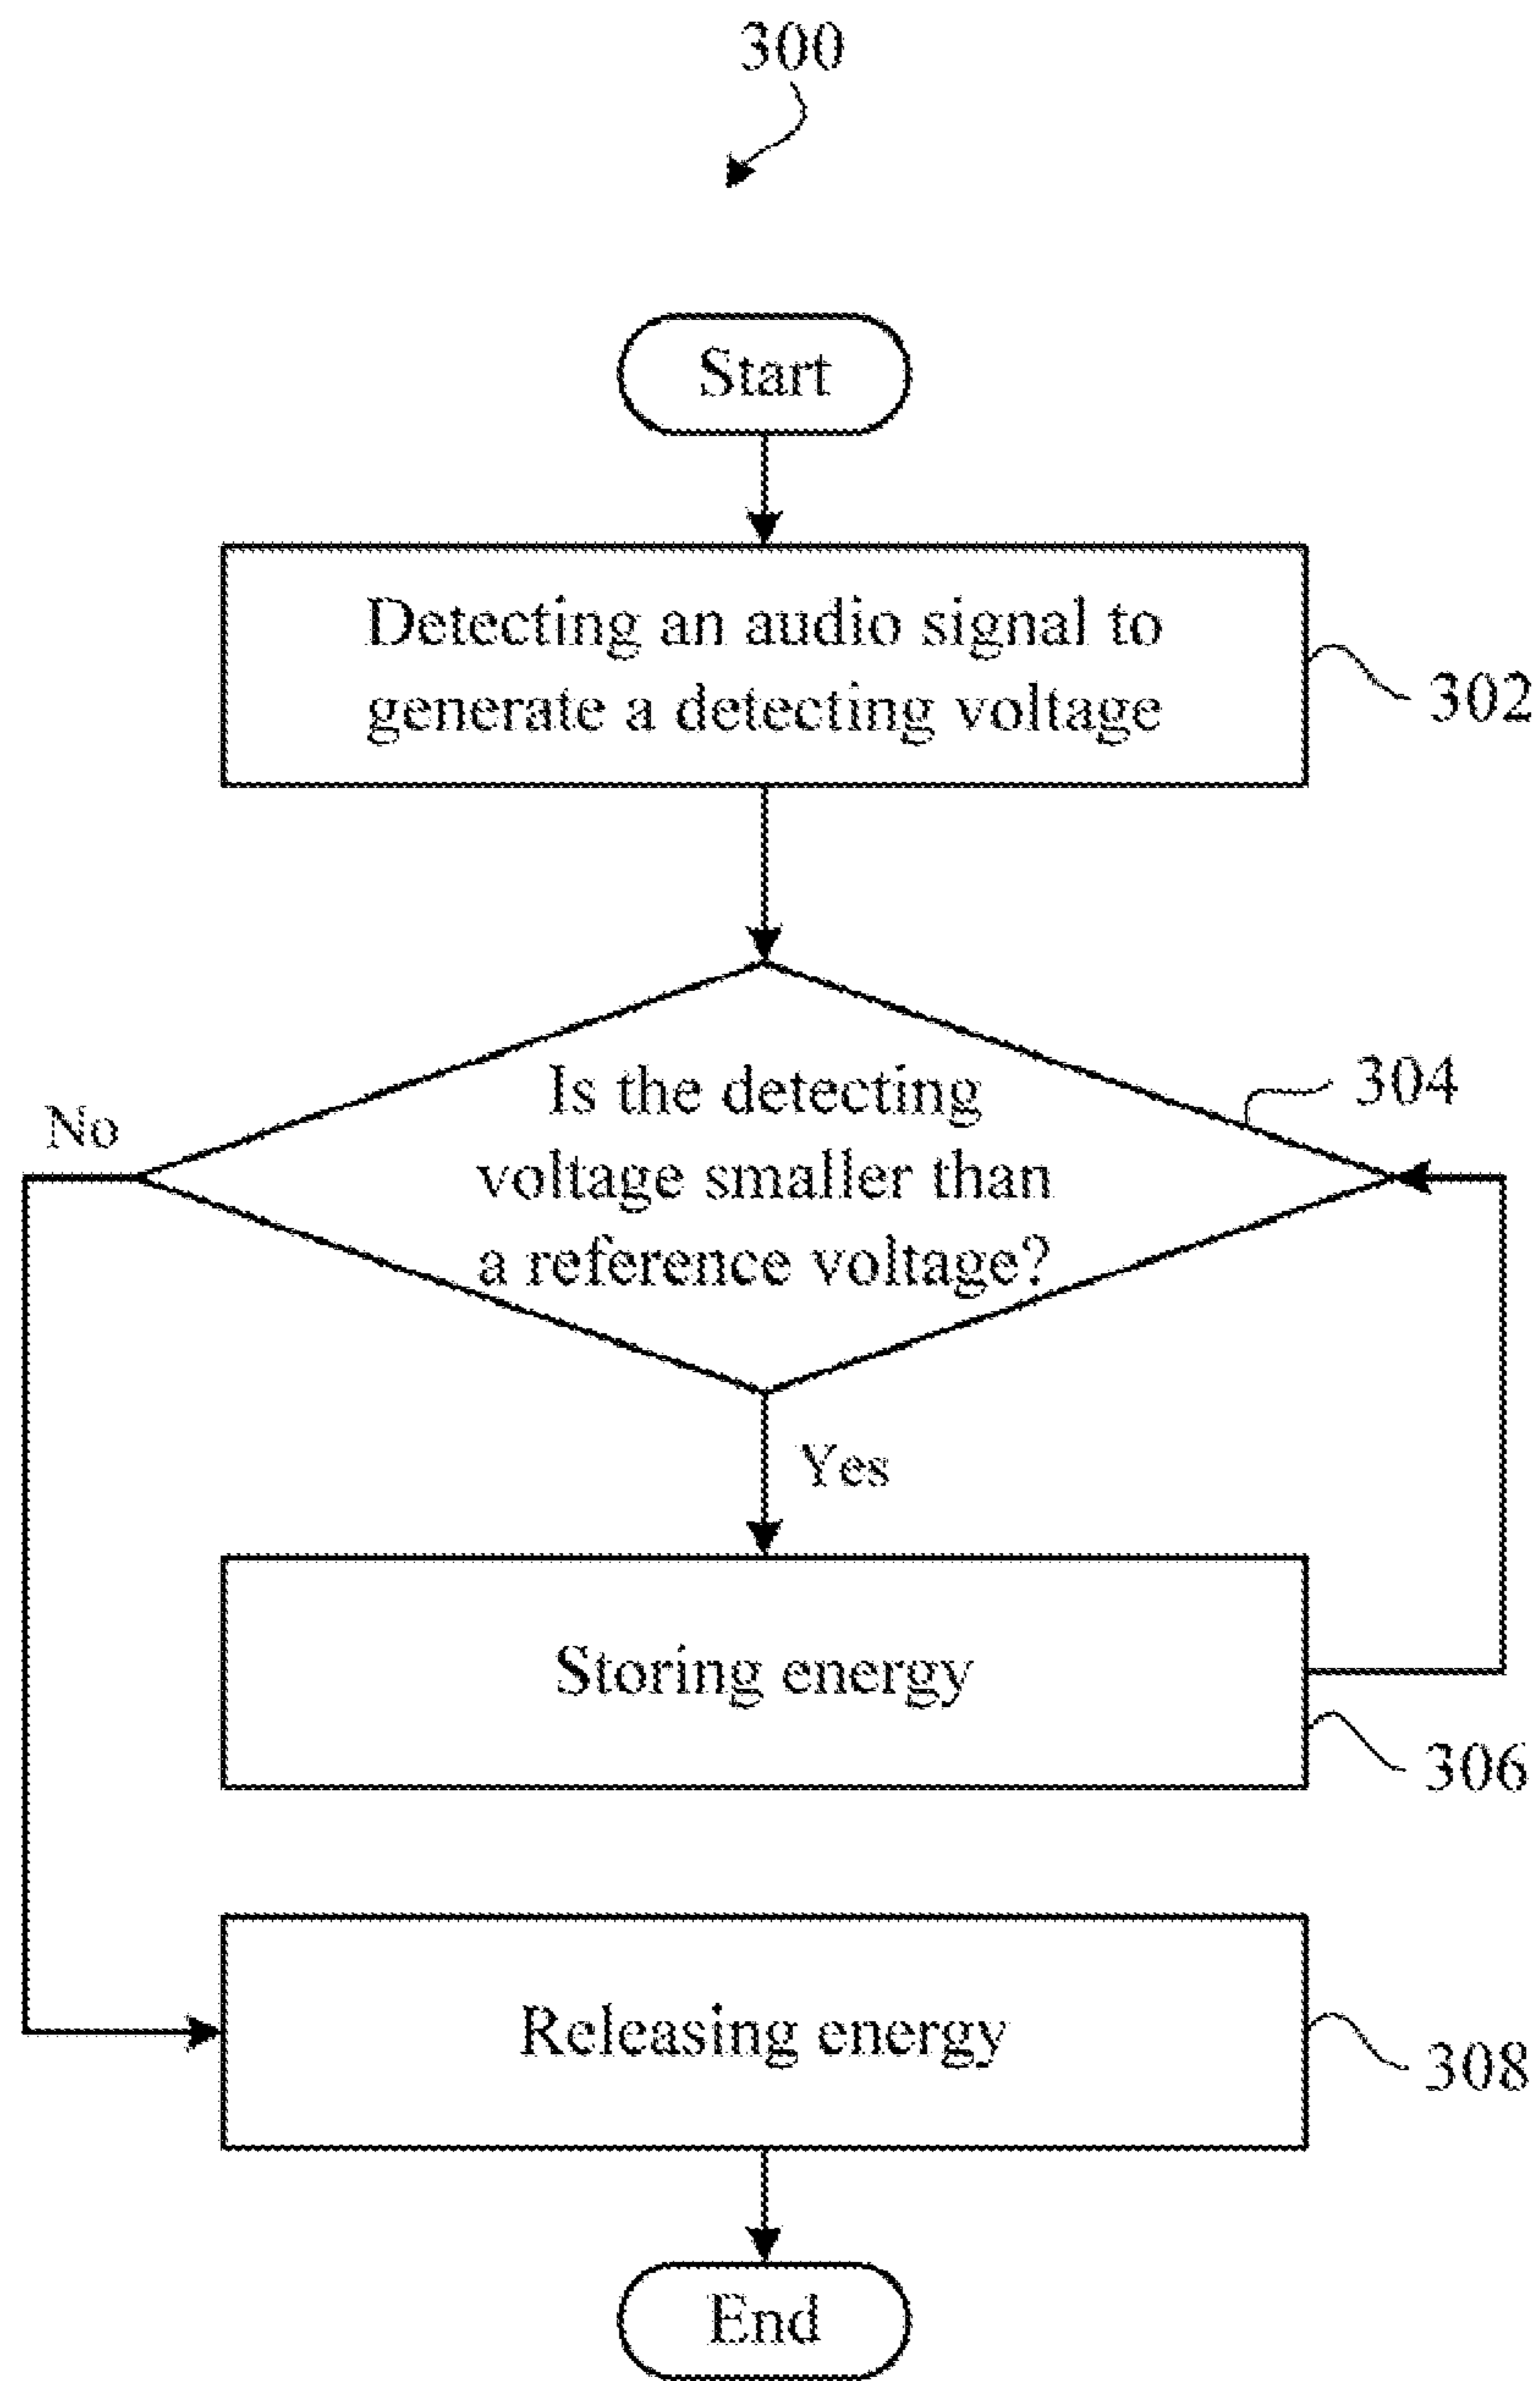 300
Start
Detecting an audio signal to
generate a detecting voltage
302
Is the detecting
voltage smaller than
a reference voltage?
304
No
Yes
Storing energy
306
Releasing energy
308
End